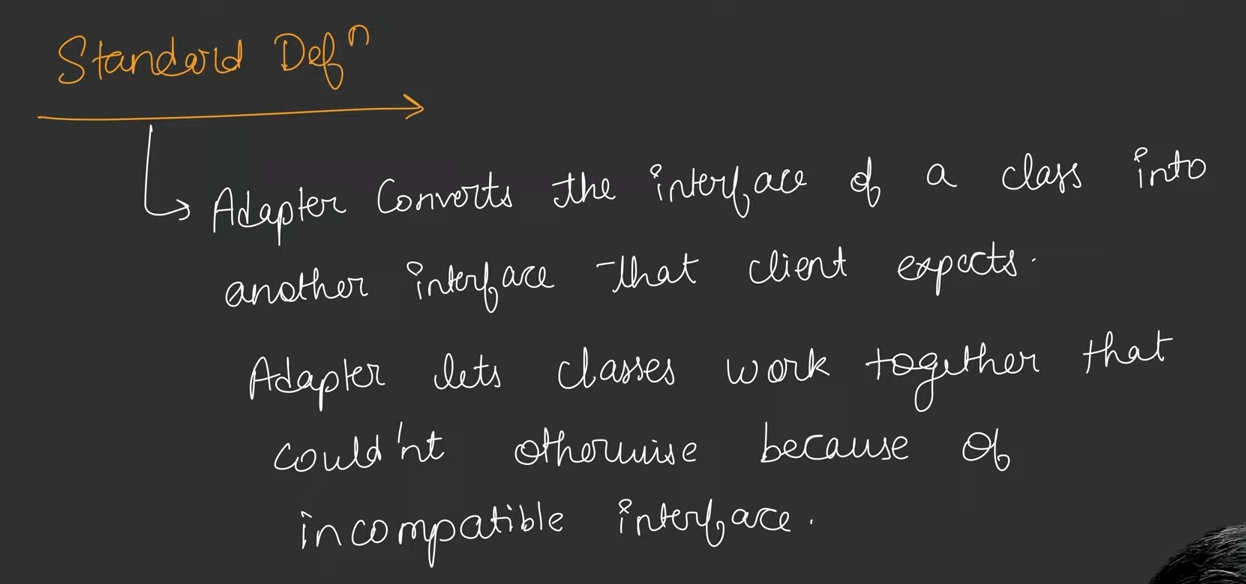 Standard Defⁿ
Adapter Converts the interface of a class into
another interface that client expects.
Adapter lets classes work together that
could'nt otherwise because of
incompatible interface.